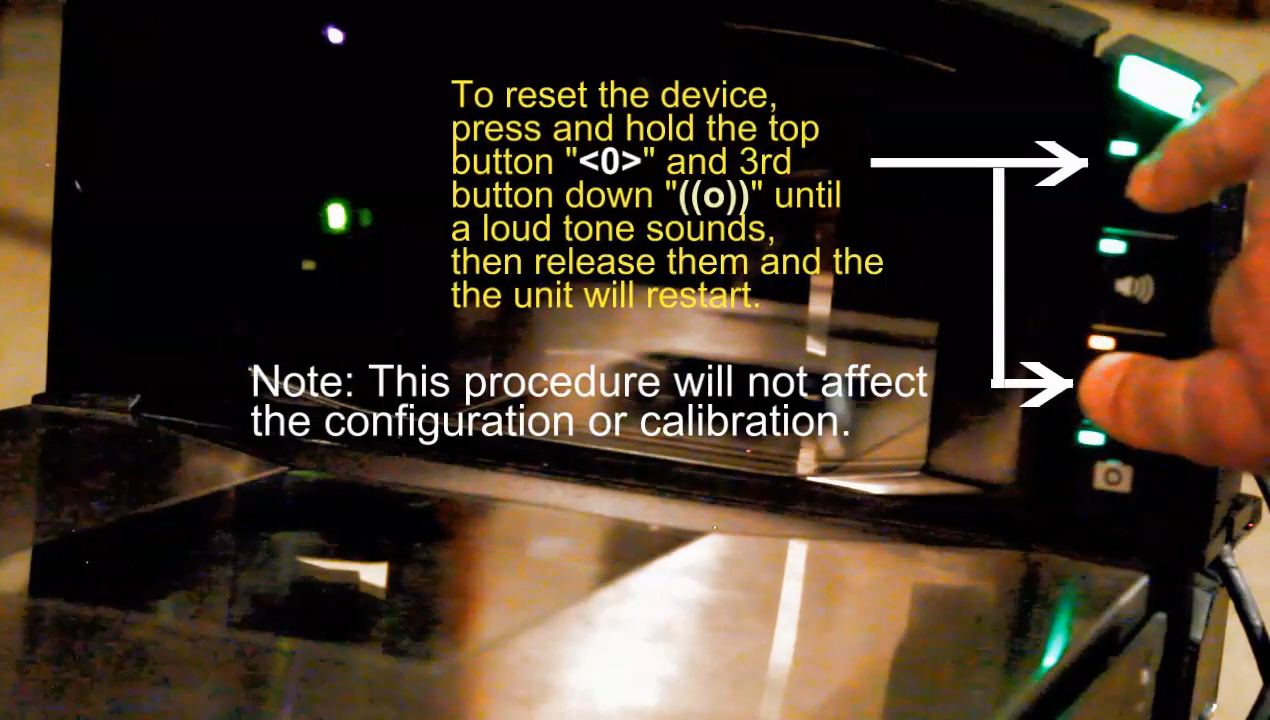 To reset the device,
press and hold the top
button "<0>" and 3rd
button down "((o))" until
a loud tone sounds,
then release them and the
the unit will restart.
Note: This procedure will not affect
the configuration or calibration.